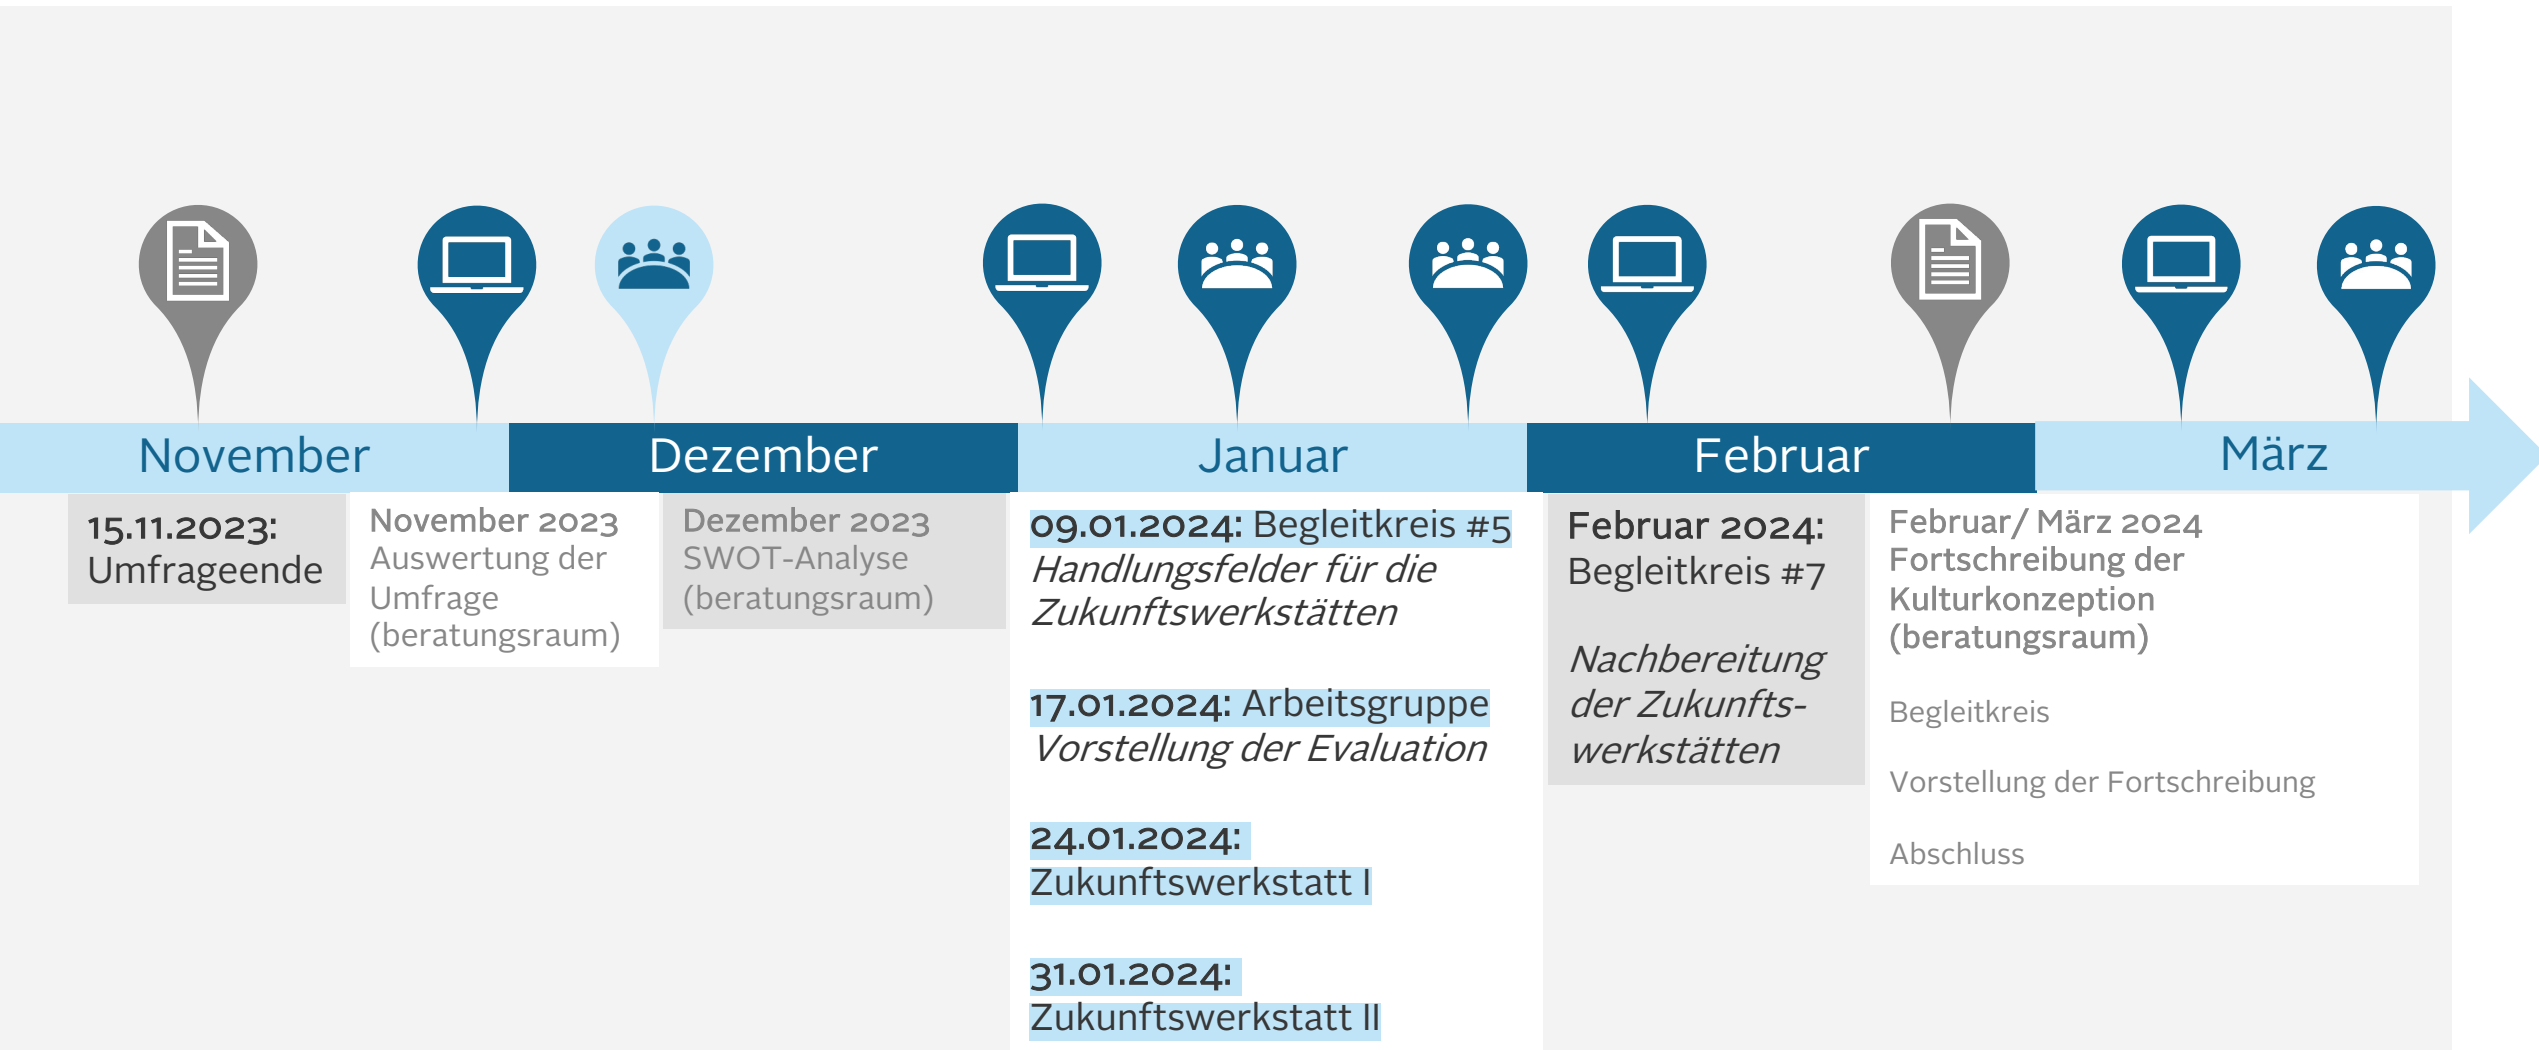 November
Dezember
Januar
Februar
März
15.11.2023:
Umfrageende
November 2023
Auswertung der
Umfrage
(beratungsraum)
Dezember 2023
SWOT-Analyse
(beratungsraum)
09.01.2024: Begleitkreis #5
Handlungsfelder für die
Zukunftswerkstätten
17.01.2024: Arbeitsgruppe
Vorstellung der Evaluation
24.01.2024:
Zukunftswerkstatt I
31.01.2024:
Zukunftswerkstatt II
Februar 2024:
Begleitkreis #7
Nachbereitung
der Zukunfts-
werkstätten
Februar/ März 2024
Fortschreibung der
Kulturkonzeption
(beratungsraum)
Begleitkreis
Vorstellung der Fortschreibung
Abschluss